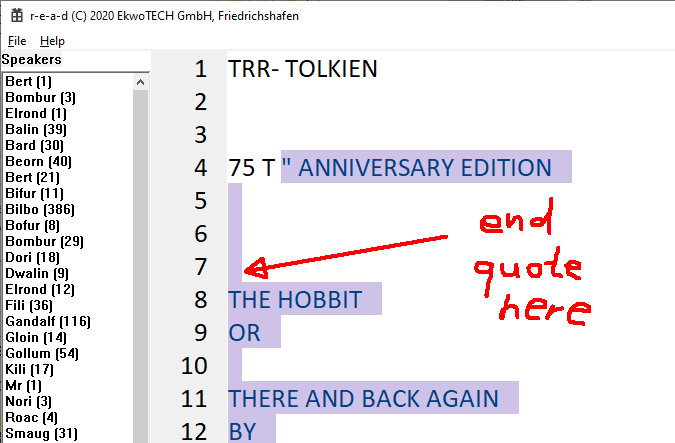 r-e-a-d (C) 2020 EkwoTECH GmbH, Friedrichshafen
File Help
Speakers
Bert (1)
Bombur (3)
Elrond (1)
Balin (39)
Bard (30)
Beorn (40)
Bert (21)
Bifur (11)
Bilbo (386)
Bofur (8)
Bombur (29)
Dori (18)
Dwalin (9)
Elrond (12)
Fili (36)
Gandalf (116)
Gloin (14)
Gollum (54)
Kili (17)
Mr (1)
Nori (3)
Roac (4)
Smaug (31)
1 TRR- TOLKIEN
2
3
4 75 T " ANNIVERSARY EDITION
5
6
7
8 THE HOBBIT
9 OR
10
11 THERE AND BACK AGAIN
12 BY
end
quote
here